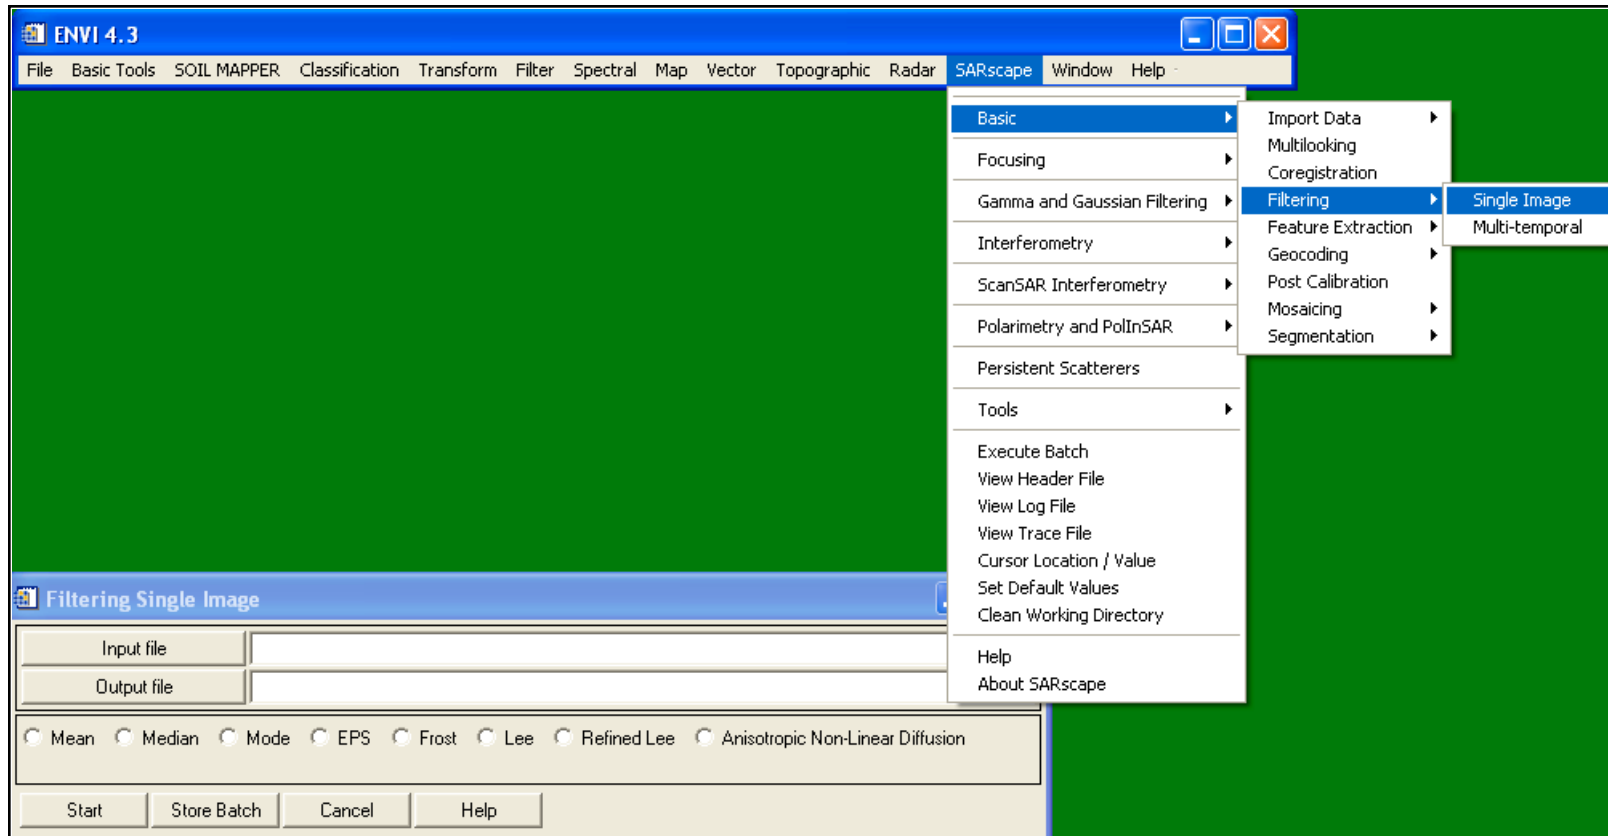 ENVI 4.3
File Basic Tools SOIL MAPPER Classification Transform Filter Spectral Map Vector Topographic Radar SARscape Window Help
Basic
Focusing
Gamma and Gaussian Filtering
Interferometry
ScanSAR Interferometry
Polarimetry and PolInSAR
Persistent Scatterers
Tools
Execute Batch
View Header File
View Log File
View Trace File
Cursor Location / Value
Set Default Values
Clean Working Directory
Help
About SARscape
Import Data
Multilooking
Coregistration
Filtering
Feature Extraction
Geocoding
Post Calibration
Mosaicing
Segmentation
Single Image
Multi-temporal
Filtering Single Image
Input file
Output file
Mean Median Mode EPS Frost Lee Refined Lee Anisotropic Non-Linear Diffusion
Start Store Batch Cancel Help